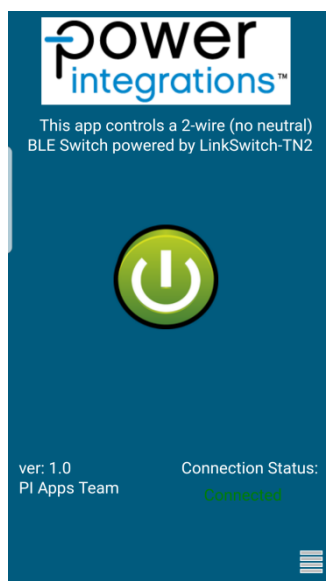 power
integrations™
This app controls a 2-wire (no neutral)
BLE Switch powered by LinkSwitch-TN2
ver: 1.0
PI Apps Team
Connection Status:
Connected